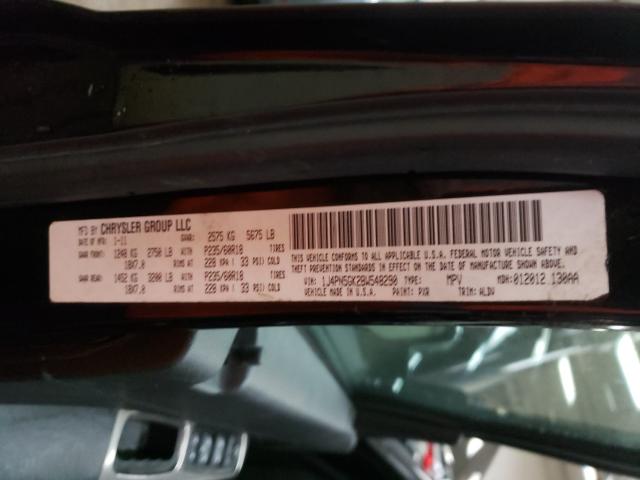 MFD BY CHRYSLER GROUP LLC
DATE OF MFR: 1-11 GVWR: 2575 KG 5675 LB
GAWR FRONT: 1248 KG 2750 LB WITH P235/60R18 TIRES
18X7.0 RIMS AT 228 KPA ( 33 PSI) COLD
GAWR REAR: 1452 KG 3200 LB WITH P235/60R18 TIRES
18X7.0 RIMS AT 228 KPA ( 33 PSI) COLD
THIS VEHICLE CONFORMS TO ALL APPLICABLE U.S.A. FEDERAL MOTOR VEHICLE SAFETY AND
THEFT PREVENTION STANDARDS IN EFFECT ON THE DATE OF MANUFACTURE SHOWN ABOVE.
VIN: 1J4PN5GK2BW548290 TYPE: MPV MDH: 012012 130AA
VEHICLE MADE IN U.S.A. PAINT: PXR TRIM: ALDV